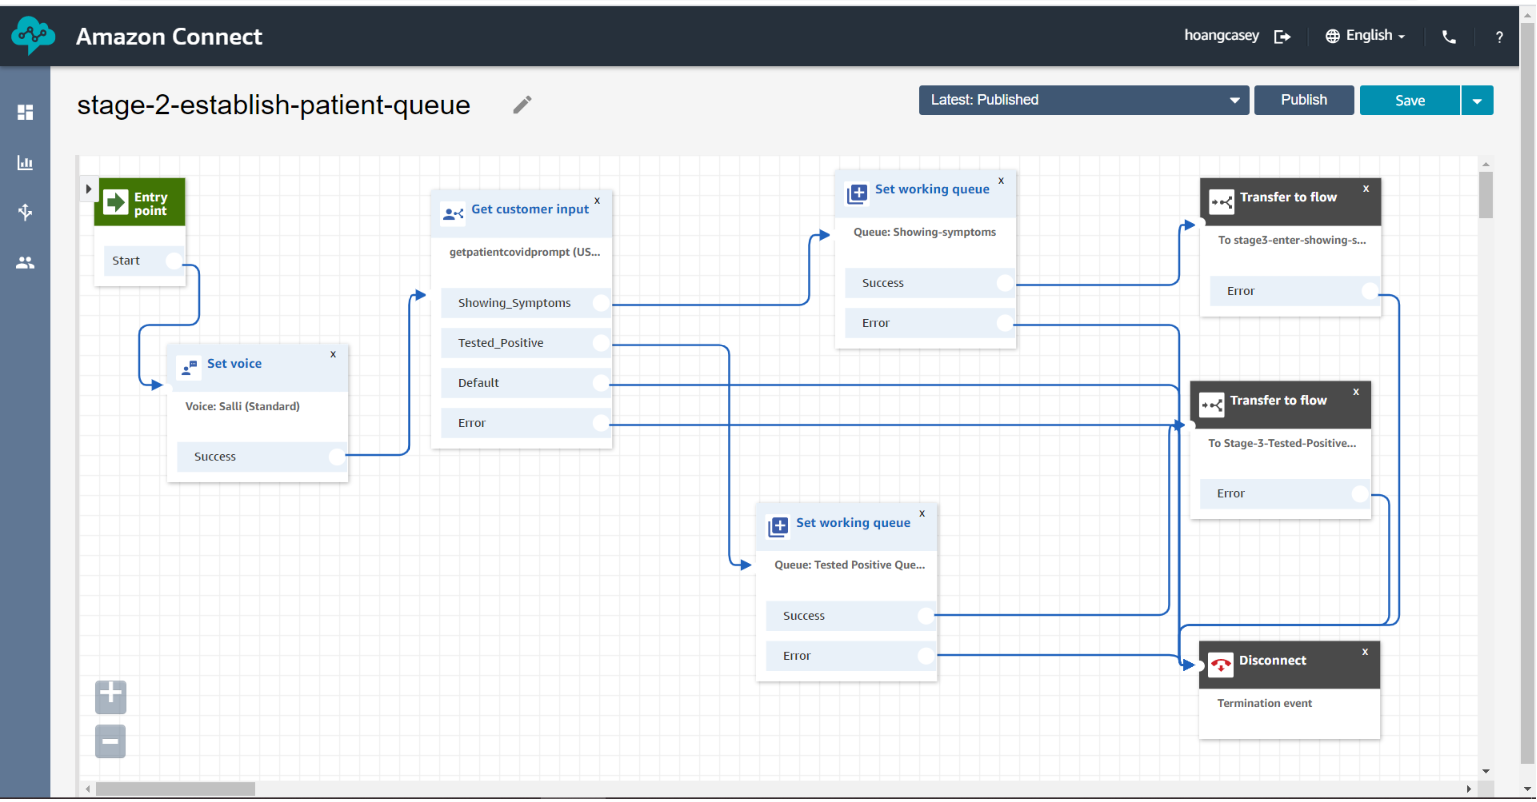 Amazon Connect
hoangcasey
English
?
stage-2-establish-patient-queue
Latest: Published
Publish
Save
Entry
point
Start
Set voice
x
Voice: Salli (Standard)
Success
Get customer input
x
getpatientcovidprompt (US...
Showing_Symptoms
Tested_Positive
Default
Error
Set working queue
x
Queue: Showing-symptoms
Success
Error
Set working queue
x
Queue: Tested Positive Que...
Success
Error
Transfer to flow
x
To stage3-enter-showing-s...
Error
Transfer to flow
x
To Stage-3-Tested-Positive...
Error
Disconnect
x
Termination event